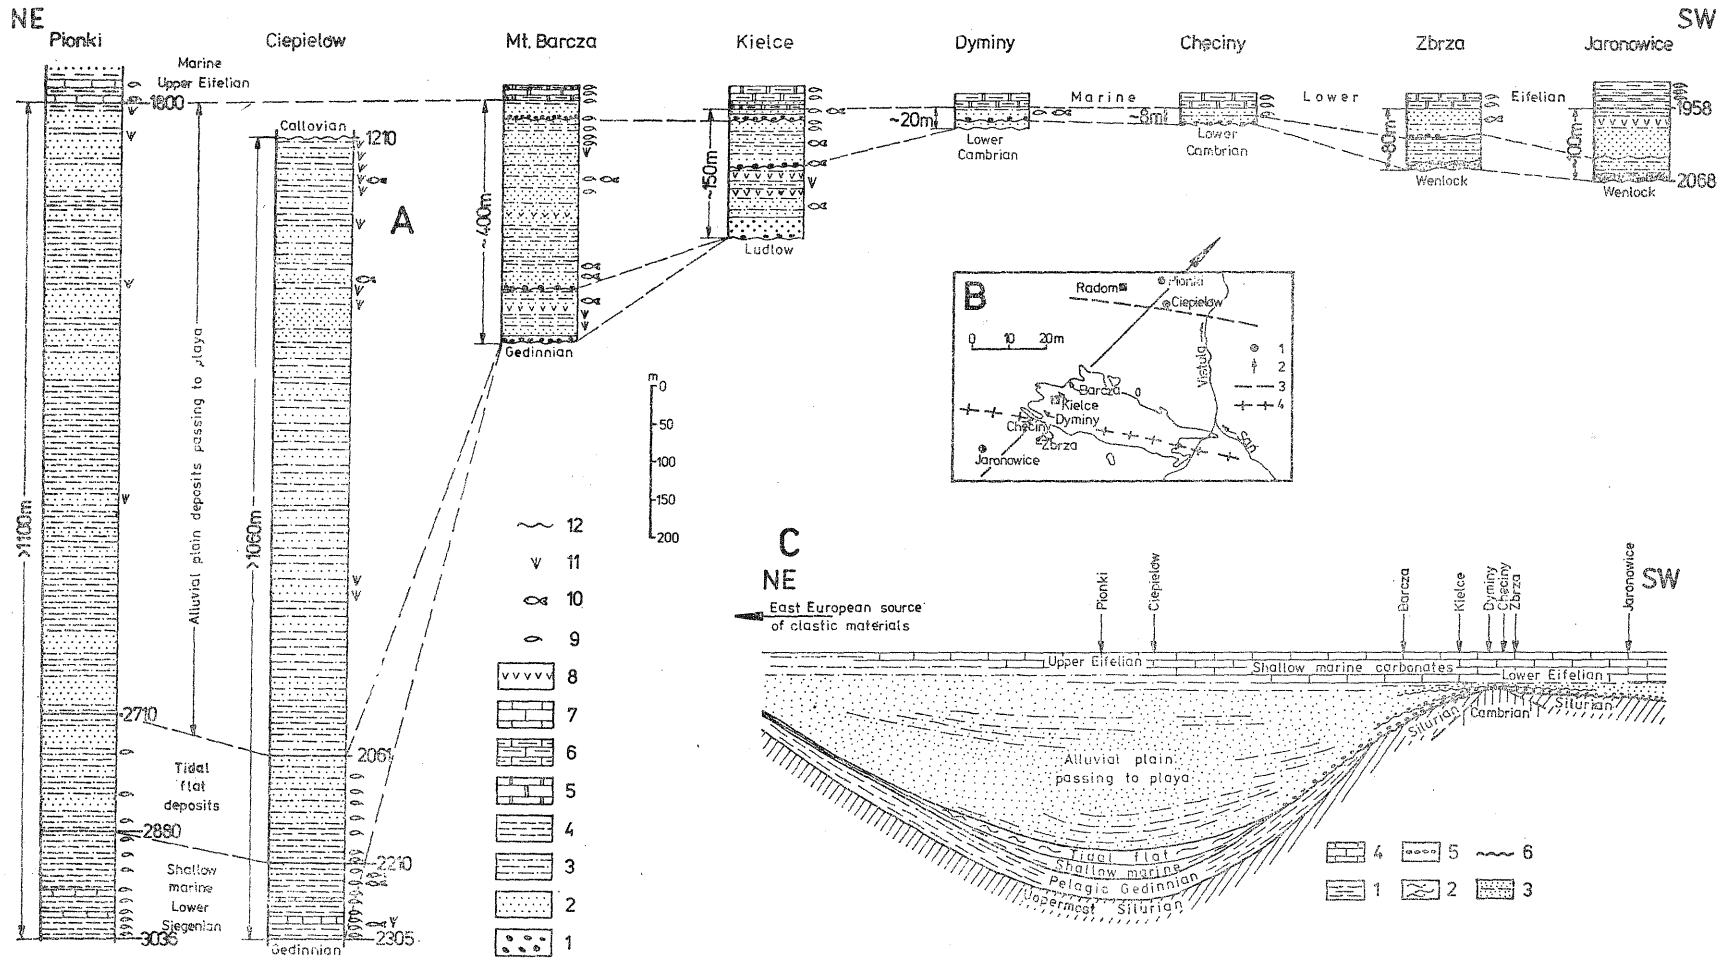 NE
SW
Pionki
Ciepielów
Mt. Barcza
Kielce
Dyminy
Chęciny
Zbrza
Jaronowice
Marine
Upper Eifelian
1800
Callovian
1210
A
>1100m
>1060m
Alluvial plain deposits passing to playa
2710
2061
Tidal
flat
deposits
2880
2210
Shallow
marine
Lower
Siegenian
3036
2305
Gedinnian
~400m
Gedinnian
~150m
Ludlow
~20m
Lower
Cambrian
Marine
~8m
Lower
Cambrian
Lower
~80m
Wenlock
Eifelian
~100m
1958
2068
Wenlock
m
0
50
100
150
200
12
11
10
9
8
7
6
5
4
3
2
1
B
Radom
Pionki
Ciepielów
0 10 20m
Vistula
1
2
3
4
Barcza
Kielce
Dyminy
Chęciny
Zbrza
San
Jaronowice
C
NE
SW
East European source
of clastic materials
Pionki
Ciepielów
Barcza
Kielce
Dyminy
Chęciny
Zbrza
Jaronowice
Upper Eifelian
Shallow marine carbonates
Lower Eifelian
Silurian
Cambrian
Silurian
Alluvial plain
passing to playa
Tidal flat
Shallow marine
Pelagic Gedinnian
Uppermost Silurian
4 5 6
1 2 3